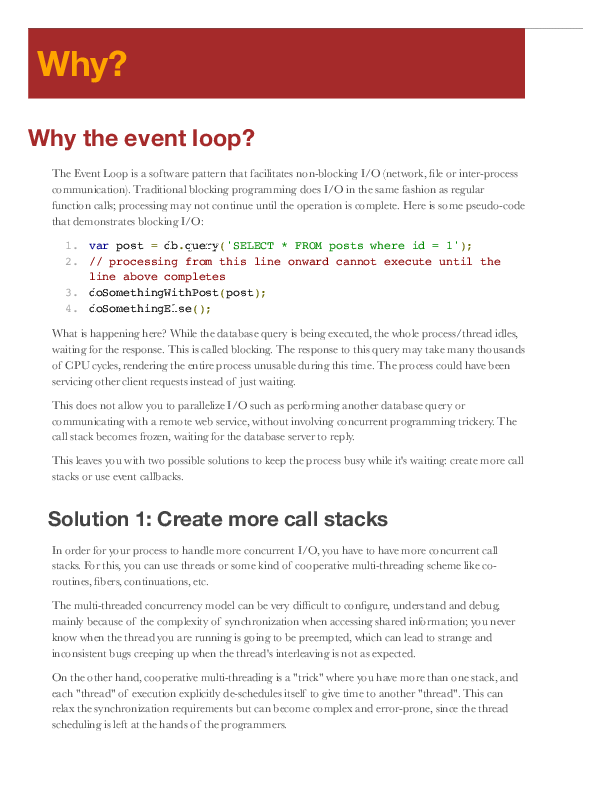 Why?
Why the event loop?
The Event Loop is a software pattern that facilitates non-blocking I/O (network, file or inter-process
communication). Traditional blocking programming does I/O in the same fashion as regular
function calls; processing may not continue until the operation is complete. Here is some pseudo-code
that demonstrates blocking I/O:
1. var post = db.query('SELECT * FROM posts where id = 1');
2. // processing from this line onward cannot execute until the
line above completes
3. doSomethingWithPost(post);
4. doSomethingElse();
What is happening here? While the database query is being executed, the whole process/thread idles,
waiting for the response. This is called blocking. The response to this query may take many thousands
of CPU cycles, rendering the entire process unusable during this time. The process could have been
servicing other client requests instead of just waiting.
This does not allow you to parallelize I/O such as performing another database query or
communicating with a remote web service, without involving concurrent programming trickery. The
call stack becomes frozen, waiting for the database server to reply.
This leaves you with two possible solutions to keep the process busy while it's waiting: create more call
stacks or use event callbacks.
Solution 1: Create more call stacks
In order for your process to handle more concurrent I/O, you have to have more concurrent call
stacks. For this, you can use threads or some kind of cooperative multi-threading scheme like co-
routines, fibers, continuations, etc.
The multi-threaded concurrency model can be very difficult to configure, understand and debug,
mainly because of the complexity of synchronization when accessing shared information; you never
know when the thread you are running is going to be preempted, which can lead to strange and
inconsistent bugs creeping up when the thread's interleaving is not as expected.
On the other hand, cooperative multi-threading is a "trick" where you have more than one stack, and
each "thread" of execution explicitly de-schedules itself to give time to another "thread". This can
relax the synchronization requirements but can become complex and error-prone, since the thread
scheduling is left at the hands of the programmers.